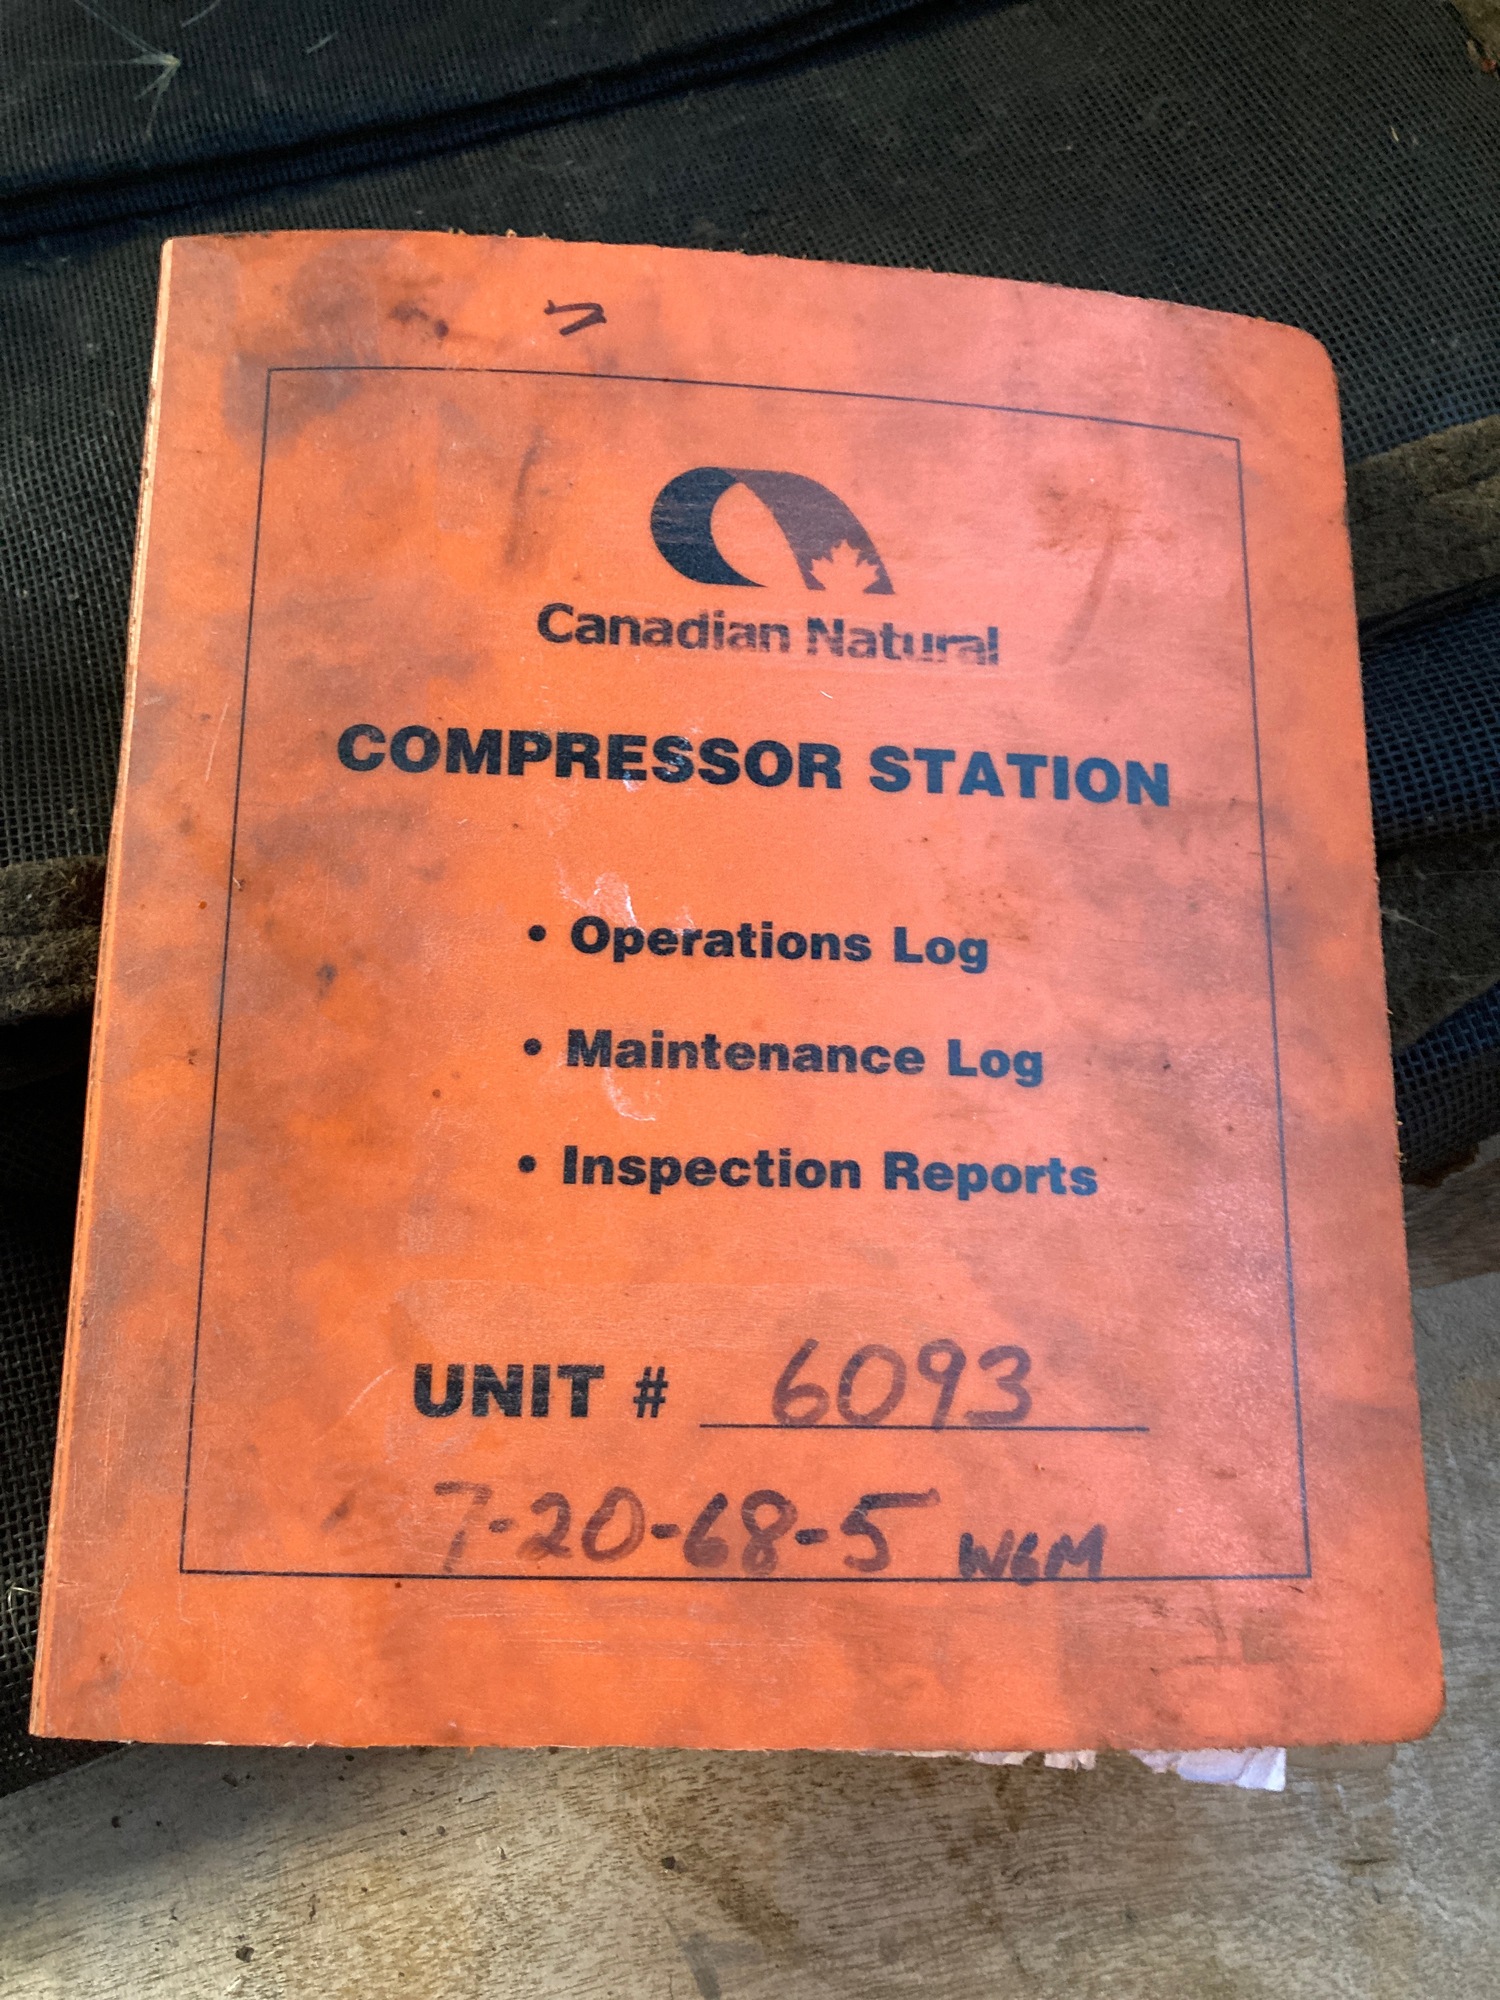 Canadian Natural
COMPRESSOR STATION
• Operations Log
• Maintenance Log
• Inspection Reports
UNIT # 6093
7-20-68-5 W6M